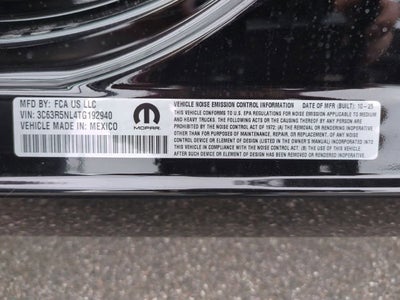 MFD BY: FCA US LLC
VIN: 3C63R5NL4TG192940
VEHICLE MADE IN: MEXICO
MOPAR
VEHICLE NOISE EMISSION CONTROL INFORMATION DATE OF MFR (BUILT): 10-25
THIS VEHICLE CONFORMS TO U.S. EPA REGULATIONS FOR NOISE EMISSION APPLICABLE TO MEDIUM
AND HEAVY TRUCKS. THE FOLLOWING ACTS OR THE CAUSING THEREOF BY ANY PERSON ARE
PROHIBITED BY THE NOISE CONTROL ACT OF 1972: (A) THE REMOVAL OR RENDERING INOPERATIVE
OTHER THAN FOR PURPOSES OF MAINTENANCE, REPAIR, OR REPLACEMENT OF ANY NOISE CONTROL
DEVICE OR ELEMENT OF DESIGN (LISTED IN THE OWNER'S MANUAL) INCORPORATED INTO
THIS VEHICLE IN COMPLIANCE WITH THE NOISE CONTROL ACT: (B) THE USE OF THIS VEHICLE
AFTER SUCH DEVICE OR ELEMENT OF DESIGN HAS BEEN REMOVED OR RENDERED INOPERATIVE.